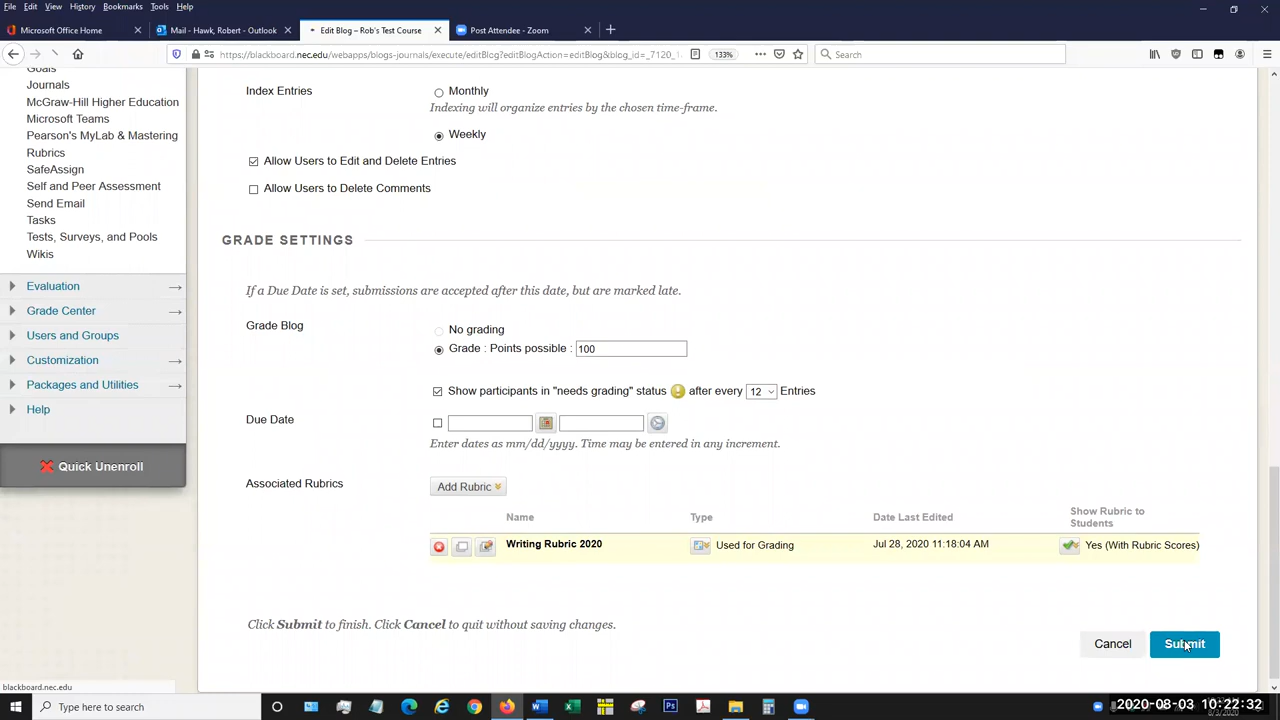 File Edit View History Bookmarks Tools Help
Microsoft Office Home
Mail - Hawk, Robert - Outlook
Edit Blog – Rob's Test Course
Post Attendee - Zoom
https://blackboard.nec.edu/webapps/blogs-journals/execute/editBlog?editBlogAction=editBlog&blog_id=_7120_1
133%
Search
Goals
Journals
McGraw-Hill Higher Education
Microsoft Teams
Pearson's MyLab & Mastering
Rubrics
SafeAssign
Self and Peer Assessment
Send Email
Tasks
Tests, Surveys, and Pools
Wikis
Evaluation
Grade Center
Users and Groups
Customization
Packages and Utilities
Help
Quick Unenroll
Index Entries
Monthly
Indexing will organize entries by the chosen time-frame.
Weekly
Allow Users to Edit and Delete Entries
Allow Users to Delete Comments
GRADE SETTINGS
If a Due Date is set, submissions are accepted after this date, but are marked late.
Grade Blog
No grading
Grade : Points possible : 100
Show participants in "needs grading" status after every 12 Entries
Due Date
Enter dates as mm/dd/yyyy. Time may be entered in any increment.
Associated Rubrics
Add Rubric
Name Type Date Last Edited Show Rubric to Students
Writing Rubric 2020 Used for Grading Jul 28, 2020 11:18:04 AM Yes (With Rubric Scores)
Click Submit to finish. Click Cancel to quit without saving changes.
Cancel Submit
blackboard.nec.edu
Type here to search
2020-08-03 10:22:32